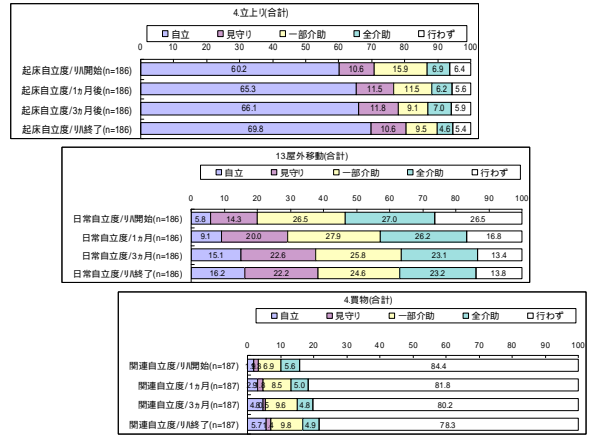 4.立上り(合計)
自立 見守り 一部介助 全介助 行わず
0 10 20 30 40 50 60 70 80 90 100
起床自立度/ﾘﾊ開始(n=186) 60.2 10.6 15.9 6.9 6.4
起床自立度/1ｶ月後(n=186) 65.3 11.5 11.5 6.2 5.6
起床自立度/3ｶ月後(n=186) 66.1 11.8 9.1 7.0 5.9
起床自立度/ﾘﾊ終了(n=186) 69.8 10.6 9.5 4.6 5.4
13.屋外移動(合計)
自立 見守り 一部介助 全介助 行わず
0 10 20 30 40 50 60 70 80 90 100
日常自立度/ﾘﾊ開始(n=186) 5.8 14.3 26.5 27.0 26.5
日常自立度/1ヵ月(n=186) 9.1 20.0 27.9 26.2 16.8
日常自立度/3ヵ月(n=186) 15.1 22.6 25.8 23.1 13.4
日常自立度/ﾘﾊ終了(n=186) 16.2 22.2 24.6 23.2 13.8
4.買物(合計)
自立 見守り 一部介助 全介助 行わず
0 10 20 30 40 50 60 70 80 90 100
関連自立度/ﾘﾊ開始(n=187) 6.9 5.6 84.4
関連自立度/1ヵ月(n=187) 2.9 8.5 5.0 81.8
関連自立度/3ヵ月(n=187) 4.8 9.6 4.8 80.2
関連自立度/ﾘﾊ終了(n=187) 5.7 9.8 4.9 78.3